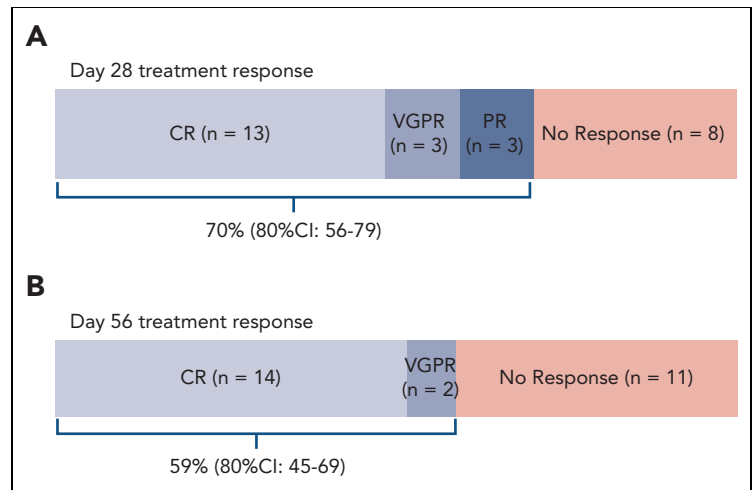 A
Day 28 treatment response
CR (n = 13)
VGPR
(n = 3)
PR
(n = 3)
No Response (n = 8)
70% (80%CI: 56-79)
B
Day 56 treatment response
CR (n = 14)
VGPR
(n = 2)
No Response (n = 11)
59% (80%CI: 45-69)